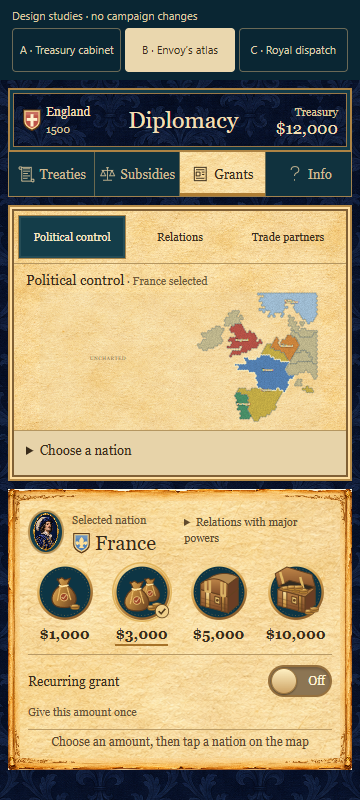 Design studies · no campaign changes
A · Treasury cabinet
B · Envoy's atlas
C · Royal dispatch
England
1500
Diplomacy
Treasury
$12,000
Treaties
Subsidies
Grants
Info
Political control
Relations
Trade partners
Political control · France selected
UNCHARTED
▶ Choose a nation
Selected nation
France
▶ Relations with major
powers
$1,000
$3,000
$5,000
$10,000
Recurring grant
Off
Give this amount once
Choose an amount, then tap a nation on the map